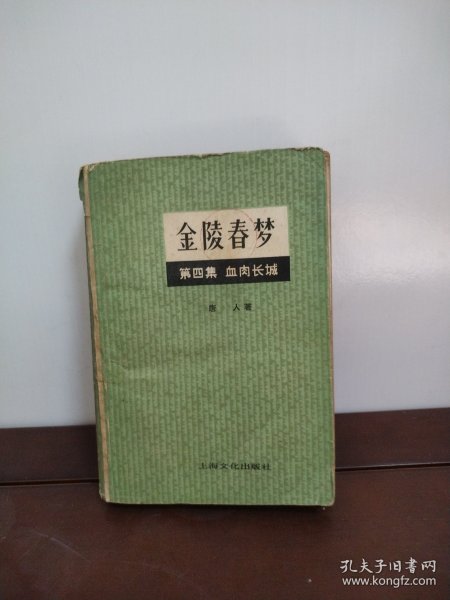 金陵春梦
第四集 血肉长城
唐 人著
上海文化出版社
孔夫子旧书网
www.kongfz.com